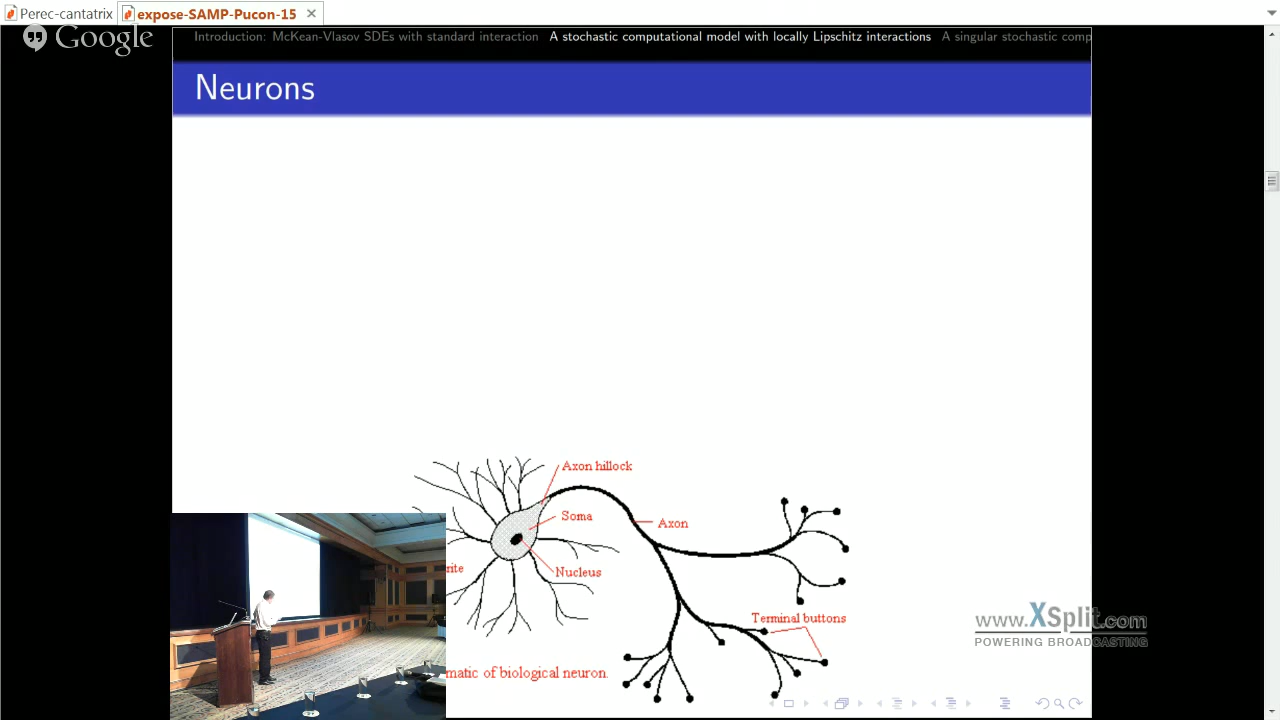 Perec-cantatrix
expose-SAMP-Pucon-15
Google
Introduction: McKean-Vlasov SDEs with standard interaction A stochastic computational model with locally Lipschitz interactions A singular stochastic comp
Neurons
Axon hillock
Soma
Axon
rite
Nucleus
Terminal buttons
www.XSplit.com
POWERING BROADCASTING
matic of biological neuron.